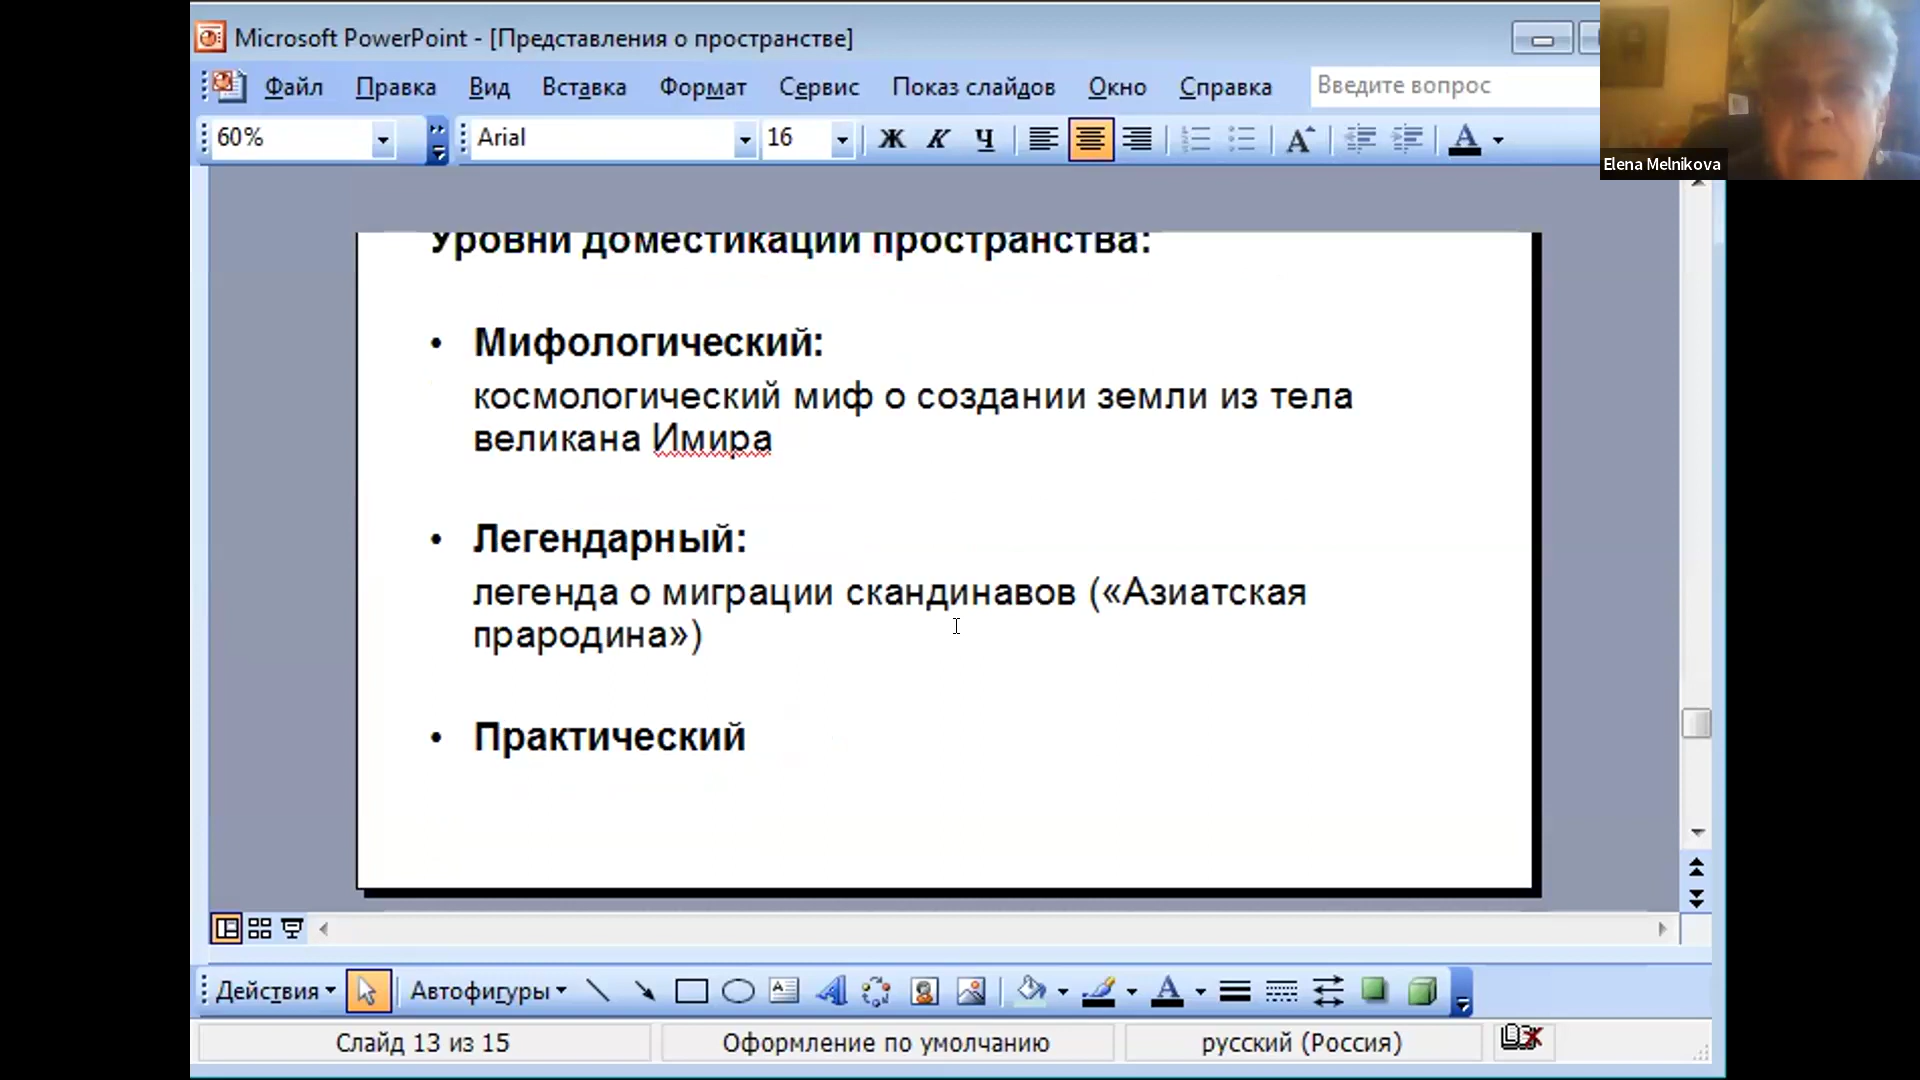 Microsoft PowerPoint - [Представления о пространстве]
Файл Правка Вид Вставка Формат Сервис Показ слайдов Окно Справка Введите вопрос
60% Arial 16 Ж К Ч
Elena Melnikova
Уровни доместикации пространства:
• Мифологический:
космологический миф о создании земли из тела
великана Имира
• Легендарный:
легенда о миграции скандинавов («Азиатская
прародина»)
• Практический
Действия Автофигуры
Слайд 13 из 15 Оформление по умолчанию русский (Россия)